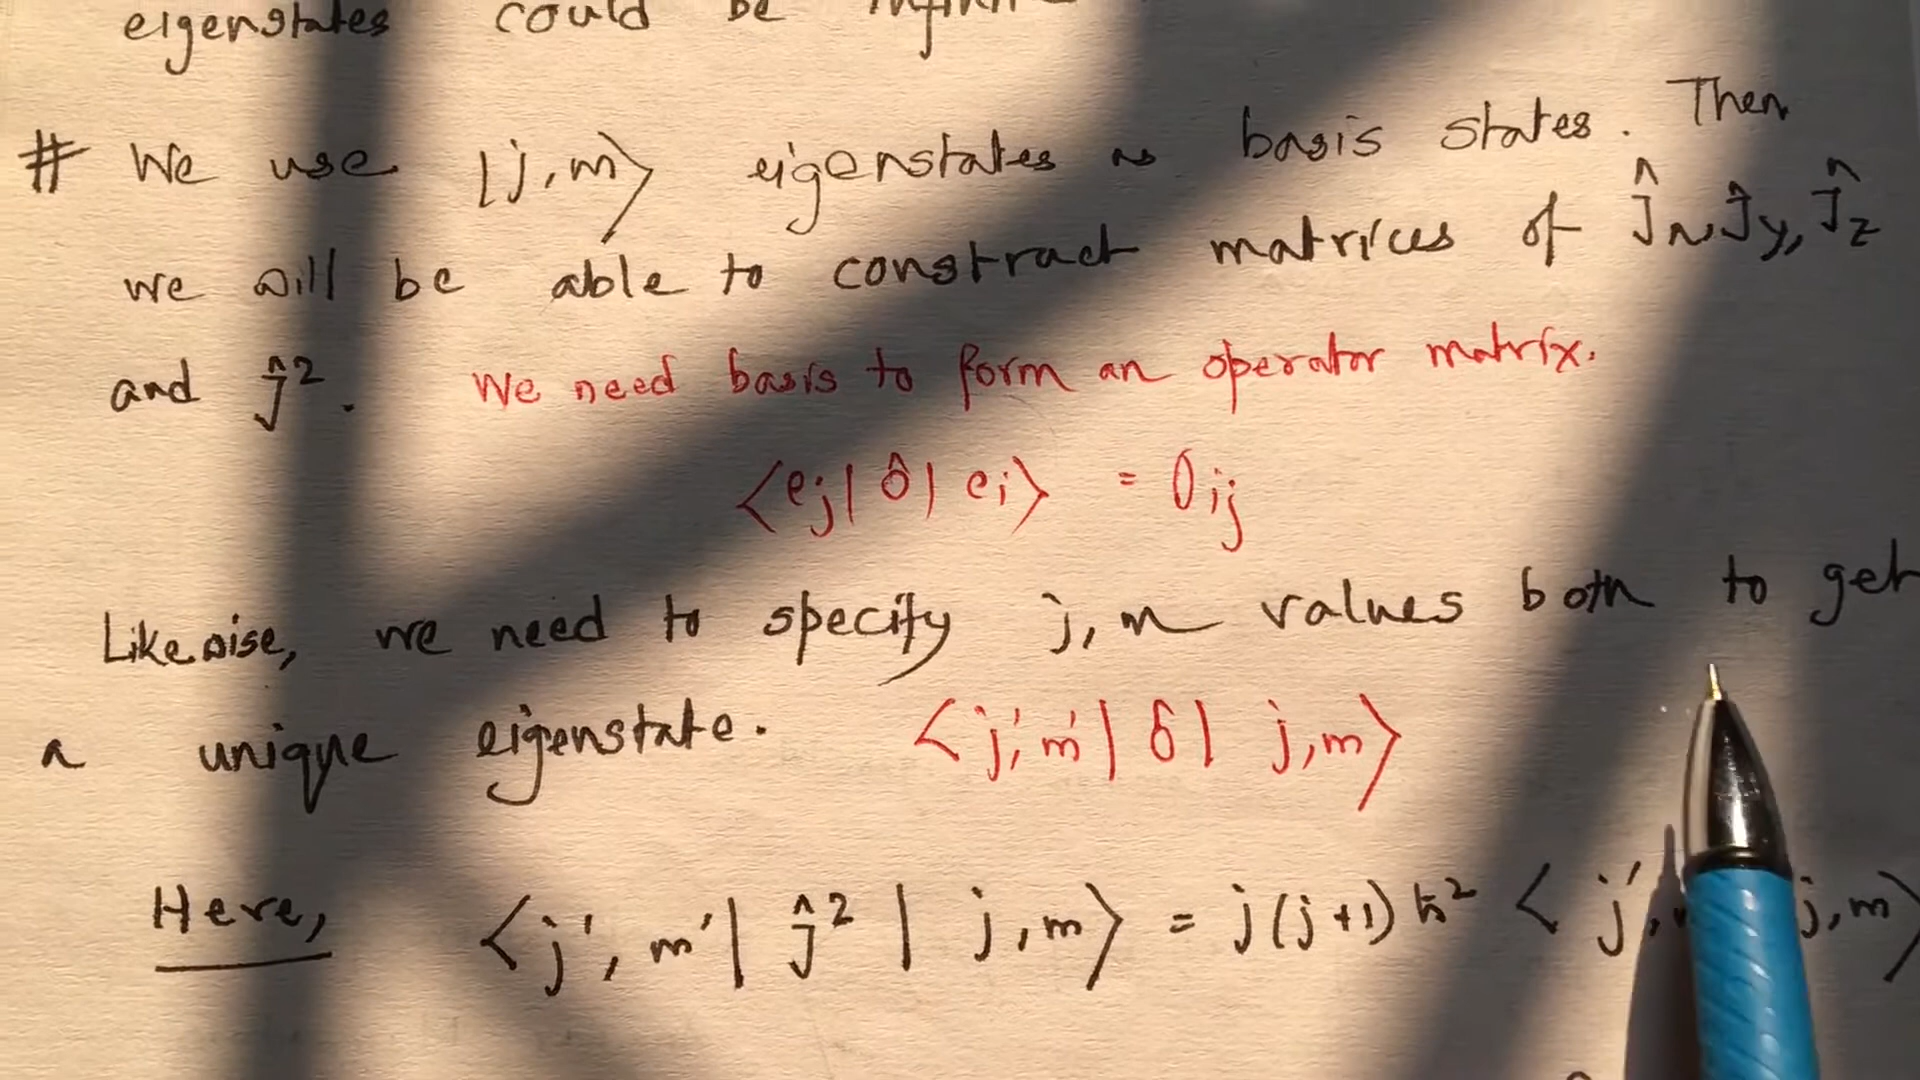 eigenstates could be
# We use |j,m⟩ eigenstates as basis states. Then
we will be able to construct matrices of Ĵx, Ĵy, Ĵz
and ĵ². We need basis to form an operator matrix.
⟨ej| ô | ei⟩ = Oij
Likewise, we need to specify j, m values both to get
a unique eigenstate. ⟨j',m'| ô | j,m⟩
Here, ⟨j', m'| ĵ² | j,m⟩ = j(j+1)ħ² ⟨j', j,m⟩